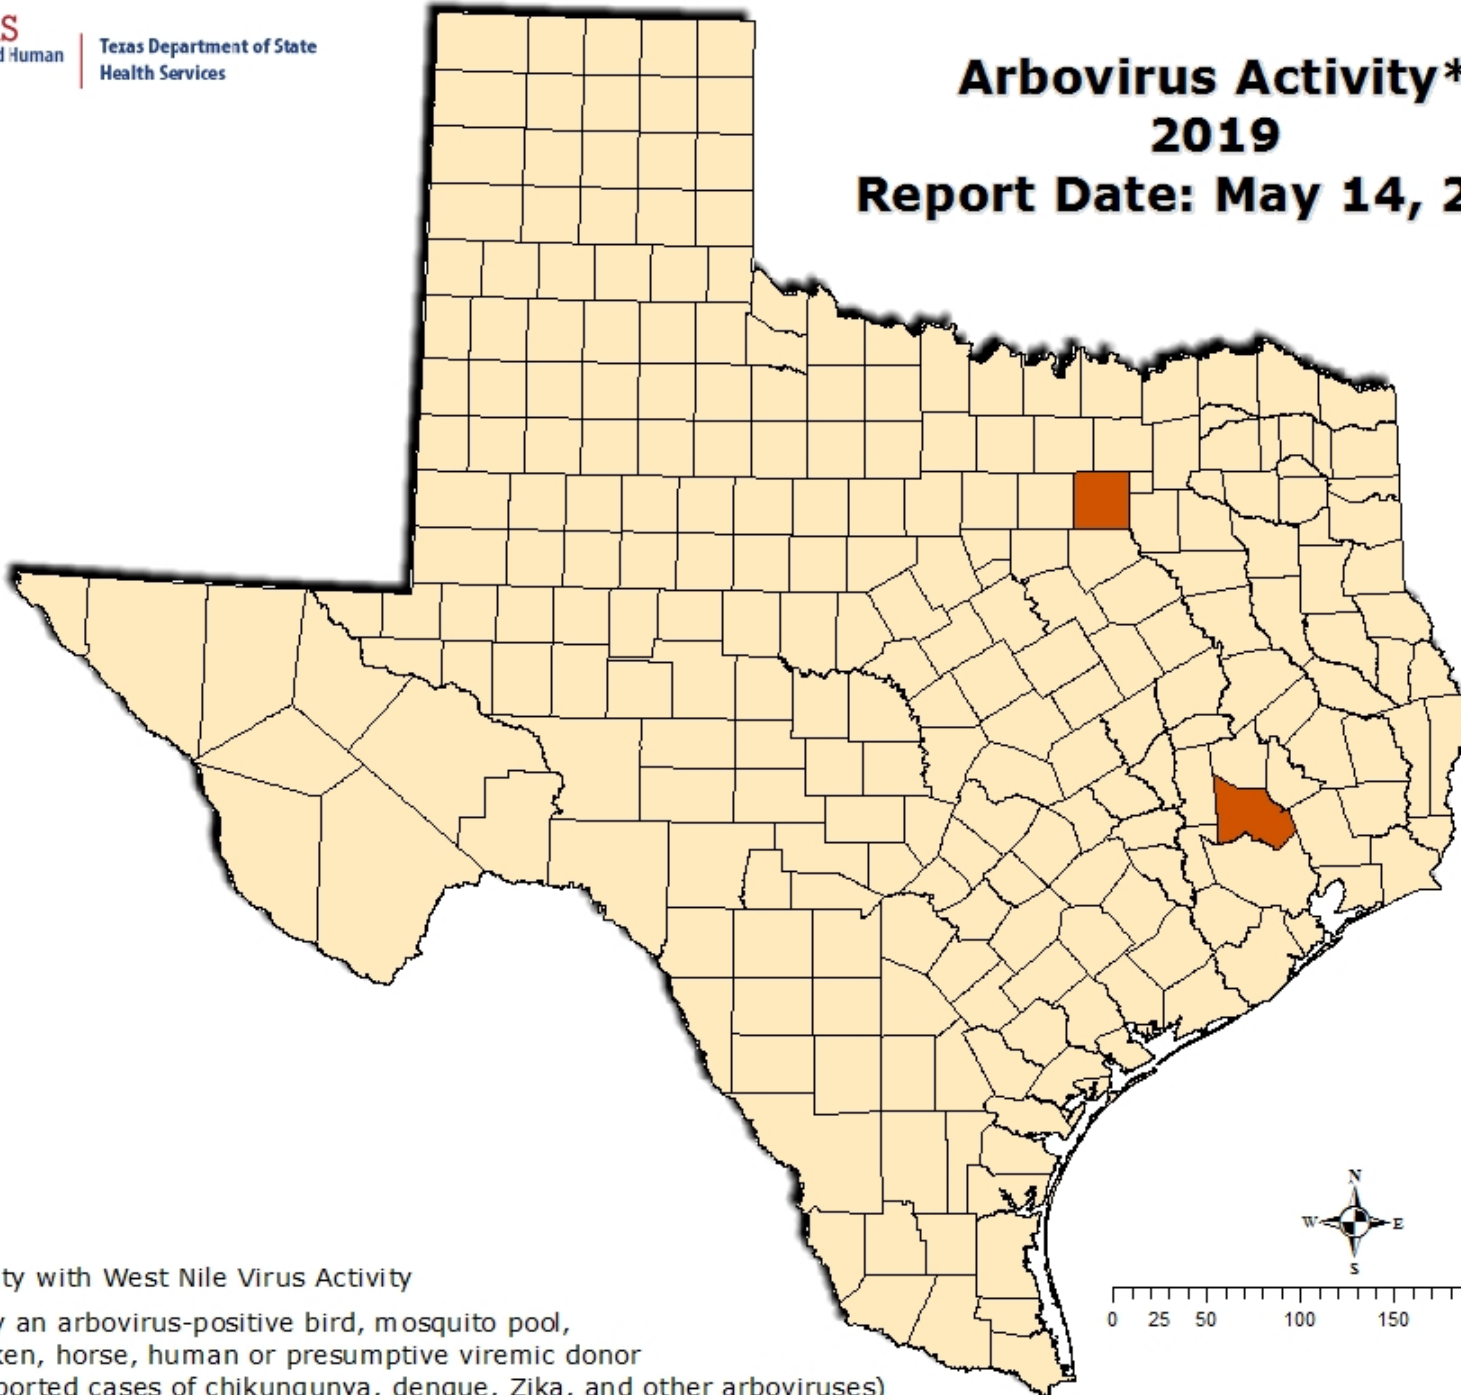 S
d Human
Texas Department of State
Health Services
Arbovirus Activity*
2019
Report Date: May 14, 2
N
W E
S
0 25 50 100 150
ty with West Nile Virus Activity
y an arbovirus-positive bird, mosquito pool,
ken, horse, human or presumptive viremic donor
ported cases of chikungunya, dengue, Zika, and other arboviruses)